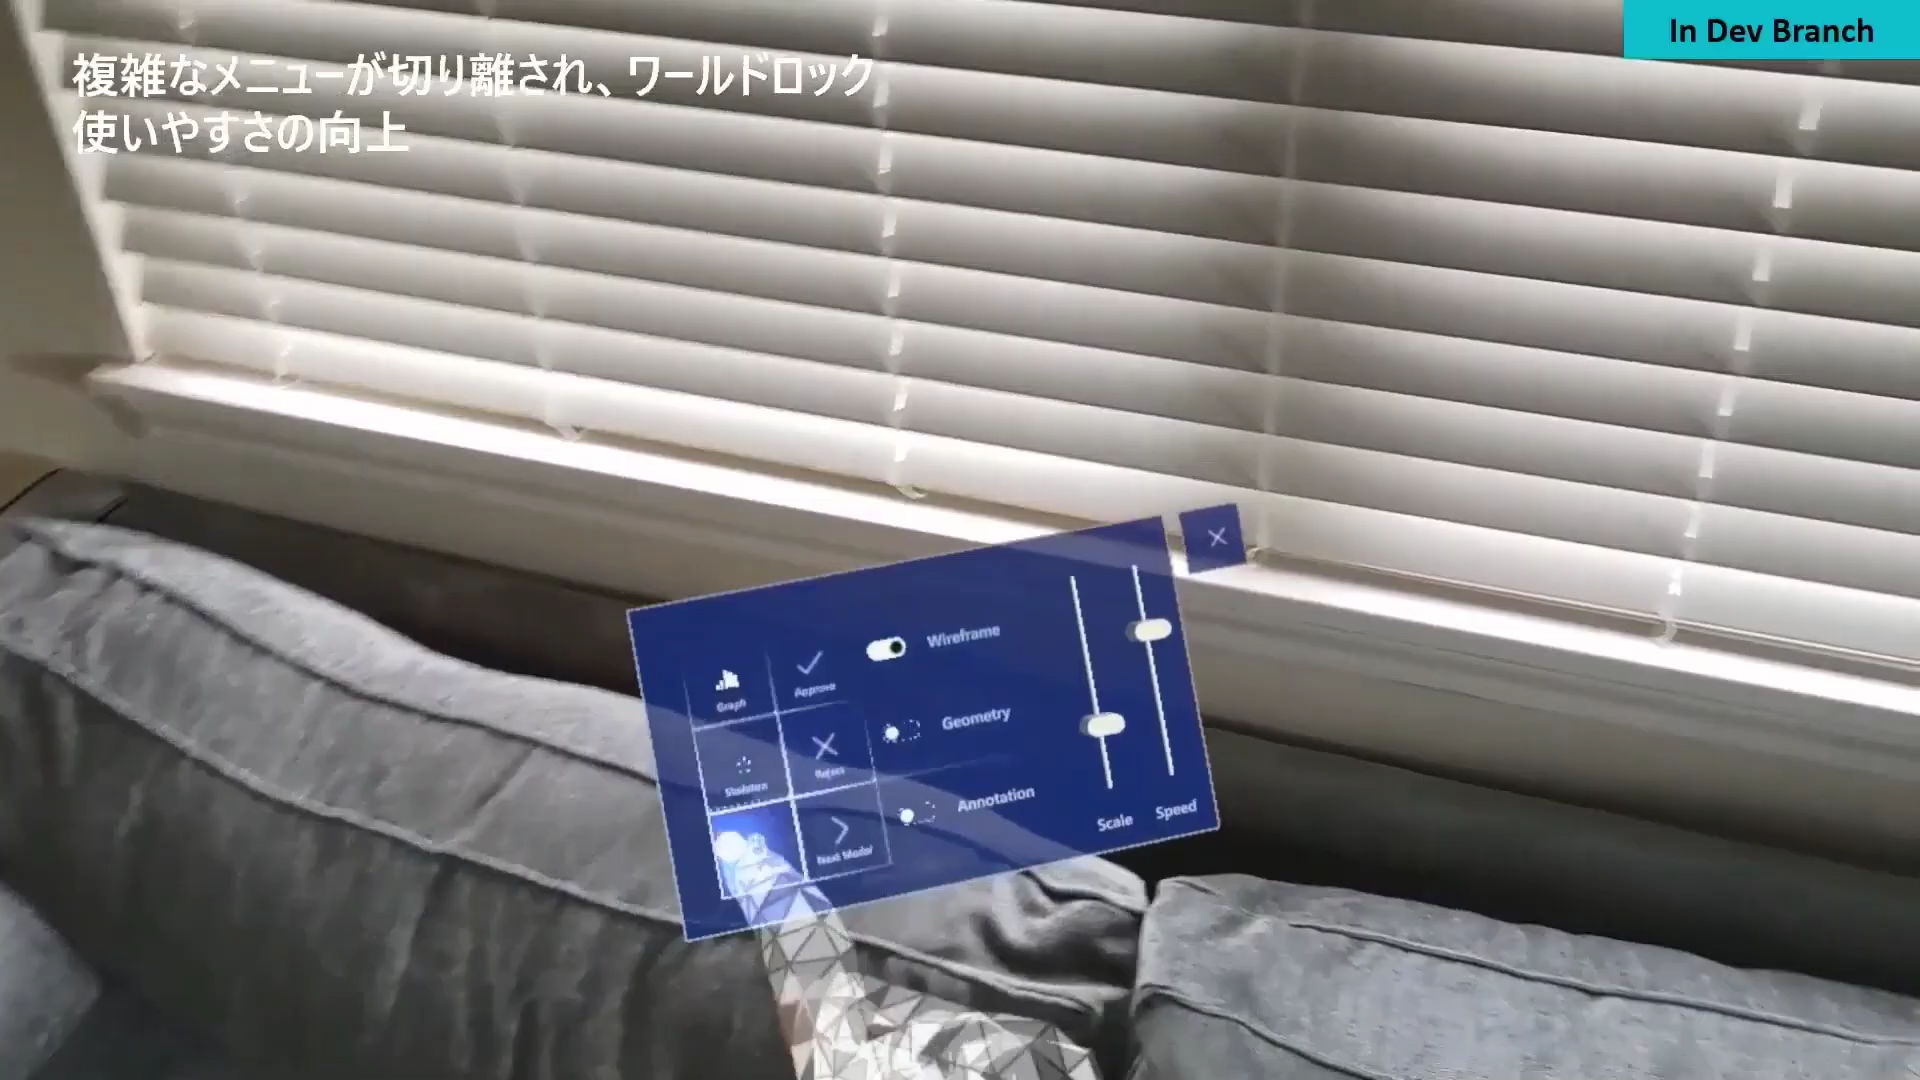 In Dev Branch
複雑なメニューが切り離され、ワールドロック
使いやすさの向上
Wireframe
Graph
Approve
Geometry
Skeleton
Reject
Annotation
Next Model
Scale
Speed